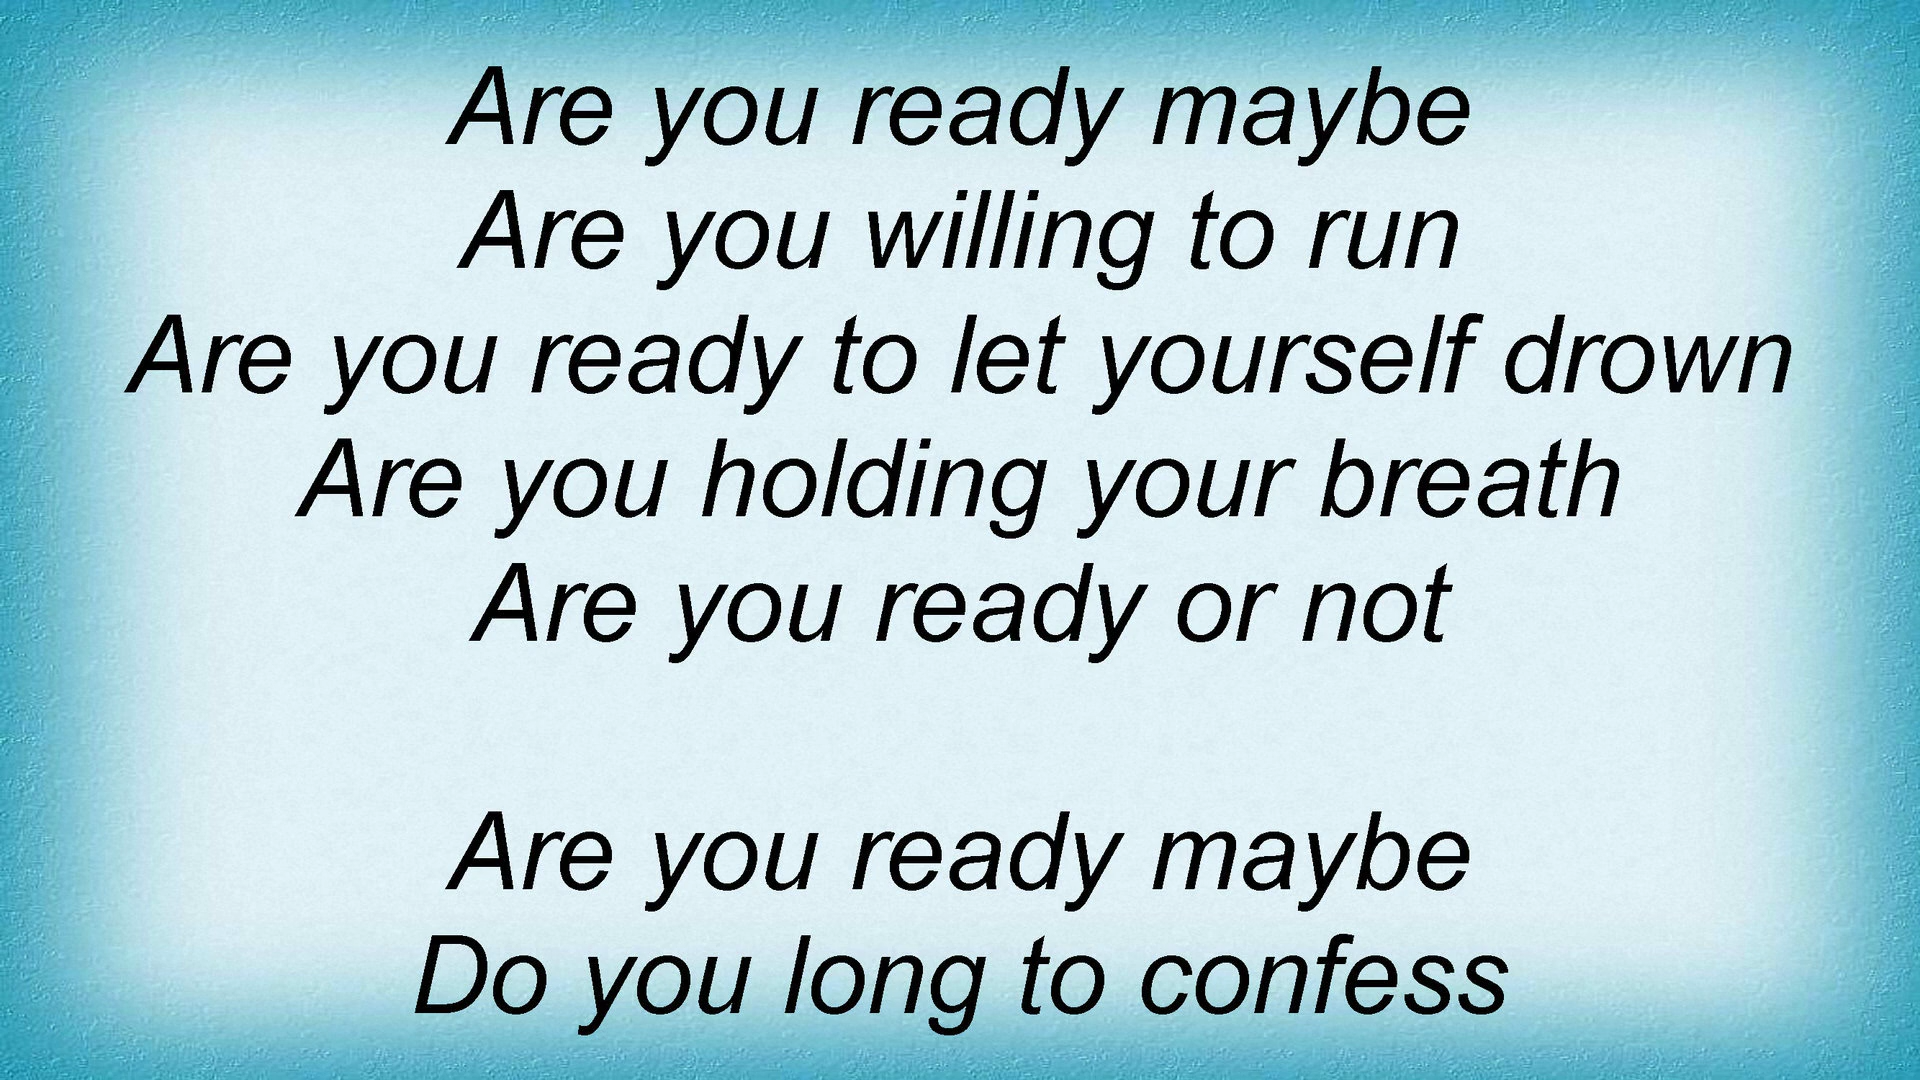 Are you ready maybe
Are you willing to run
Are you ready to let yourself drown
Are you holding your breath
Are you ready or not
Are you ready maybe
Do you long to confess